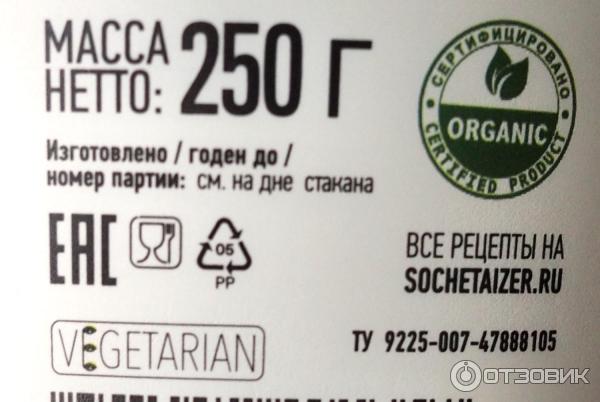 МАССА
НЕТТО: 250 Г
СЕРТИФИЦИРОВАНО
ORGANIC
CERTIFIED PRODUCT
Изготовлено / годен до /
номер партии: см. на дне стакана
EAC
05
PP
ВСЕ РЕЦЕПТЫ НА
SOCHETAIZER.RU
VEGETARIAN
ТУ 9225-007-47888105
ОТЗОВИК